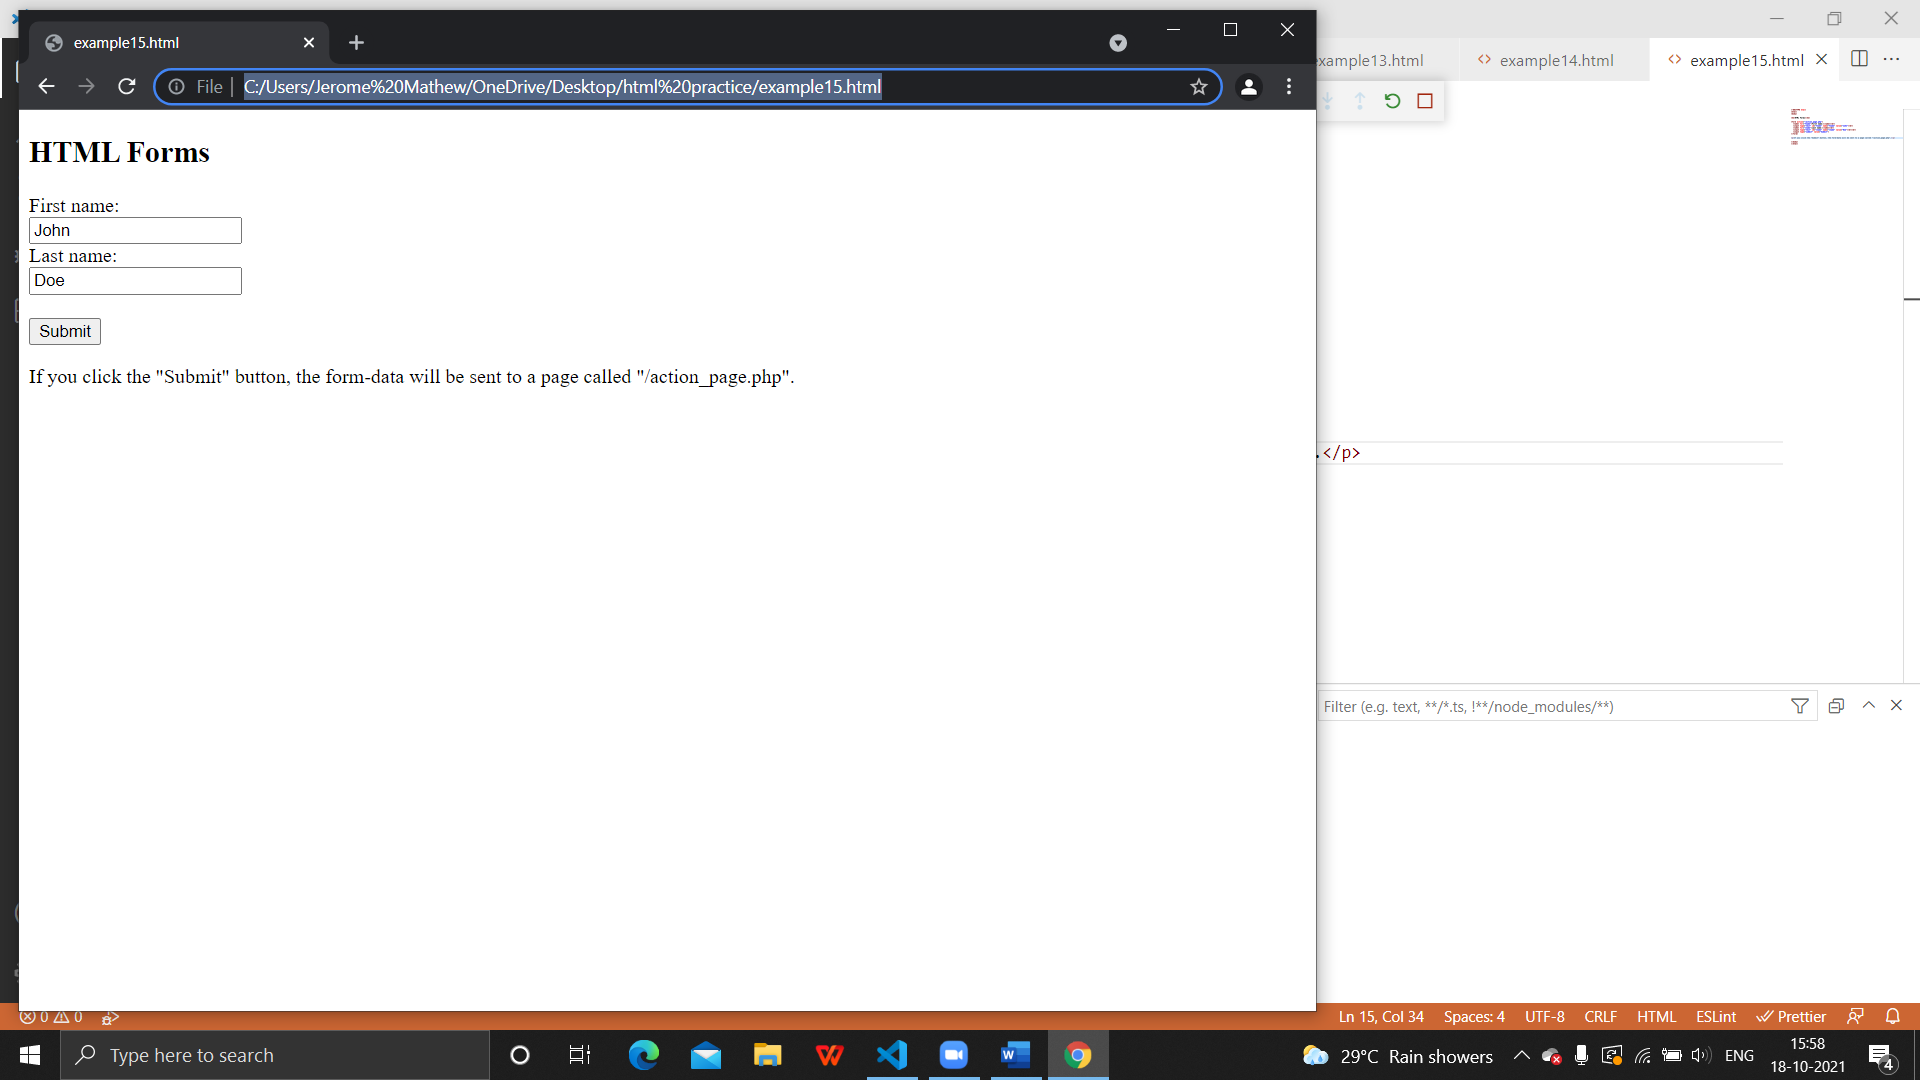 example15.html
File
C:/Users/Jerome%20Mathew/OneDrive/Desktop/html%20practice/example15.html
example13.html
example14.html
example15.html
HTML Forms
First name:
John
Last name:
Doe
Submit
If you click the "Submit" button, the form-data will be sent to a page called "/action_page.php".
.</p>
Filter (e.g. text, **/*.ts, !**/node_modules/**)
0 0
Ln 15, Col 34 Spaces: 4 UTF-8 CRLF HTML ESLint Prettier
Type here to search
29°C Rain showers
ENG
15:58
18-10-2021
4